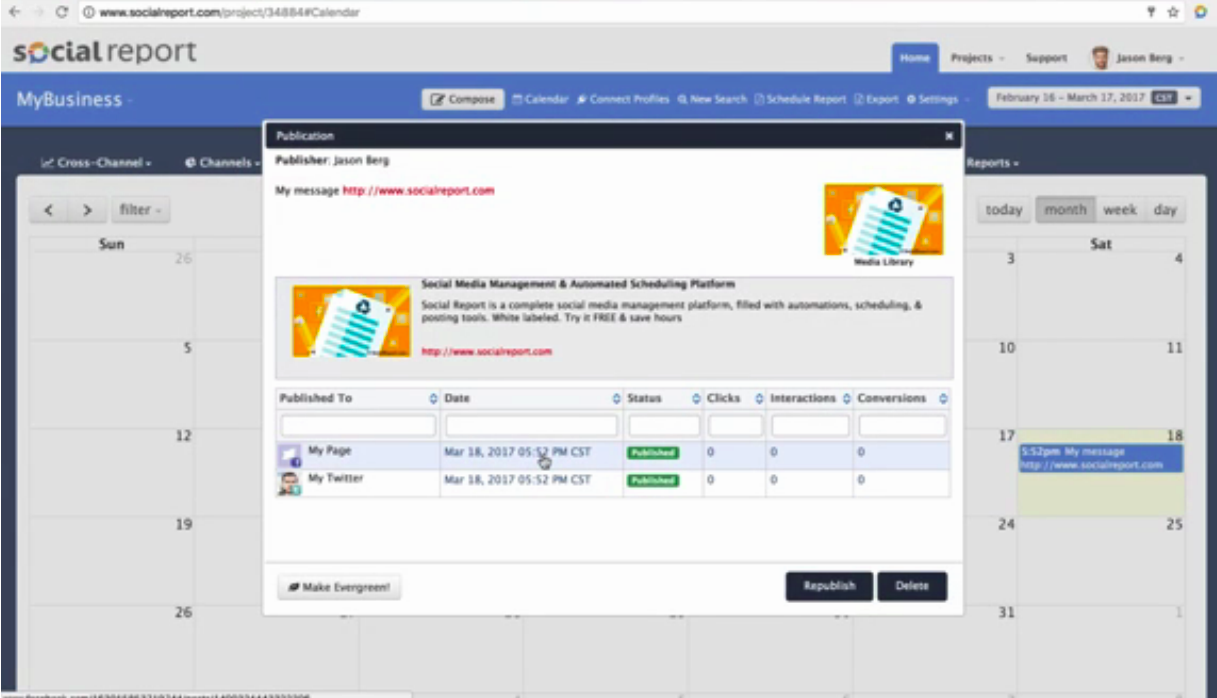 www.socialreport.com/project/34884#Calendar
social report
Home Projects Support Jason Berg
MyBusiness
Compose Calendar Connect Profiles New Search Schedule Report Export Settings February 16 - March 17, 2017 CST
Publication
Publisher: Jason Berg
Cross-Channel Channels Reports
My message http://www.socialreport.com
filter today month week day
Media Library
Sun Sat
26 3 4
Social Media Management & Automated Scheduling Platform
Social Report is a complete social media management platform, filled with automations, scheduling, &
posting tools. White labeled. Try it FREE & save hours
http://www.socialreport.com
5 10 11
Published To Date Status Clicks Interactions Conversions
12 17 18
My Page Mar 18, 2017 05:52 PM CST Published 0 0 0
5:52pm My message
http://www.socialreport.com
My Twitter Mar 18, 2017 05:52 PM CST Published 0 0 0
19 24 25
Make Evergreen! Republish Delete
26 31 1